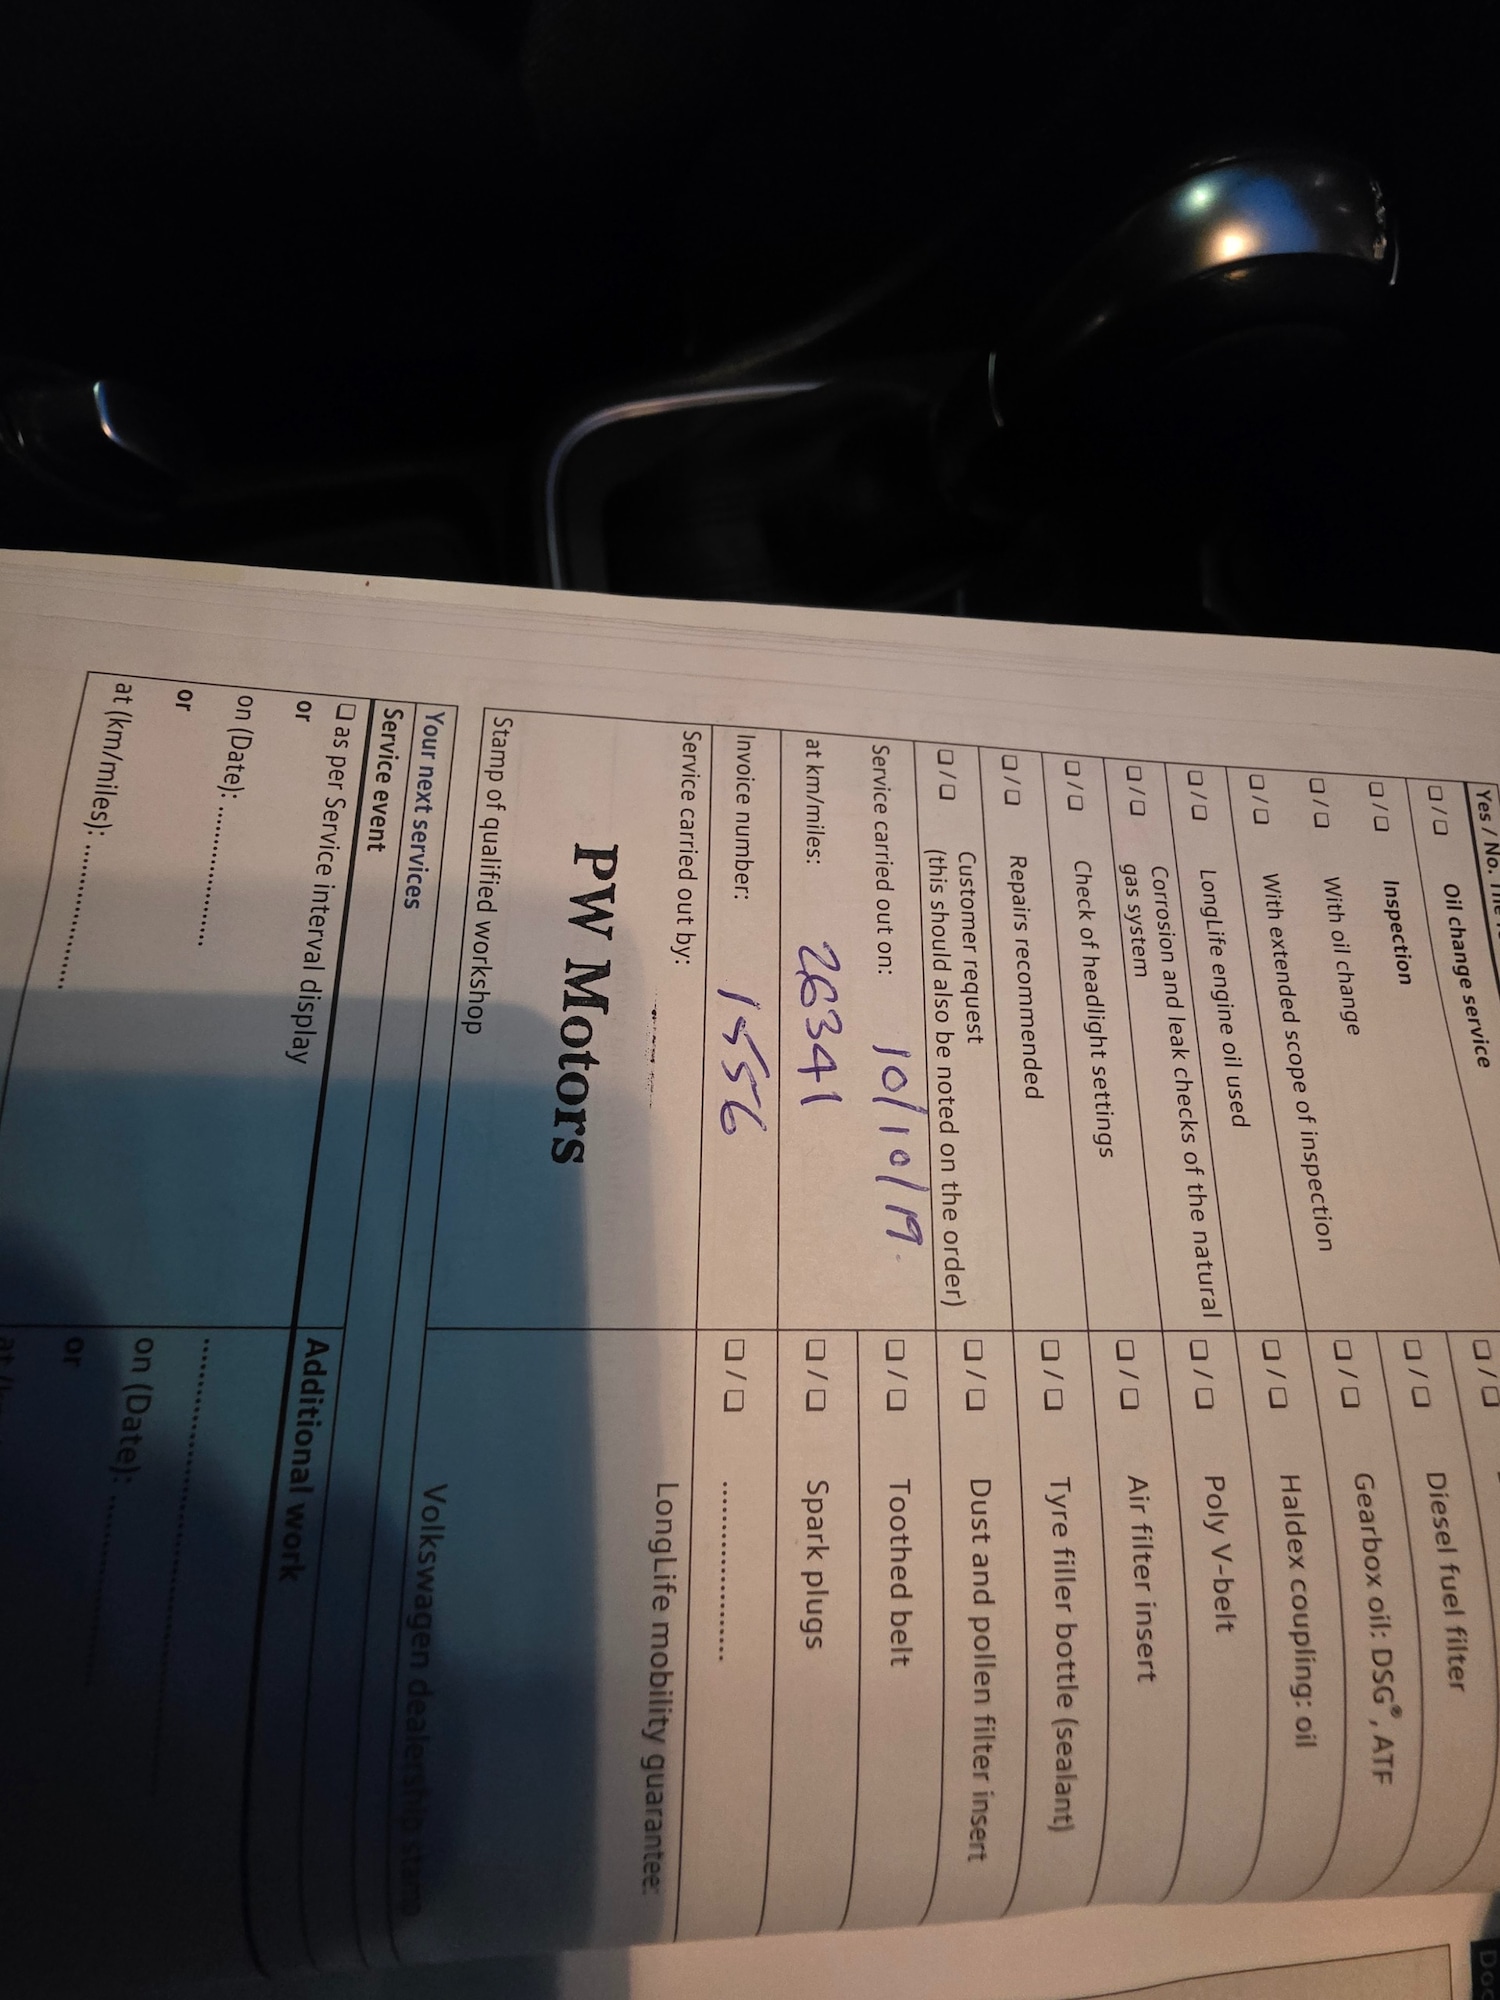 Yes / No.
☐/☐ Oil change service
☐/☐ Inspection
☐/☐ With oil change
☐/☐ With extended scope of inspection
☐/☐ LongLife engine oil used
☐/☐ Corrosion and leak checks of the natural
gas system
☐/☐ Check of headlight settings
☐/☐ Repairs recommended
☐/☐ Customer request
(this should also be noted on the order)
Service carried out on: 10/10/19.
at km/miles: 26341
Invoice number: 1556
Service carried out by:
PW Motors
Stamp of qualified workshop
☐/☐
☐/☐ Diesel fuel filter
☐/☐ Gearbox oil: DSG®, ATF
☐/☐ Haldex coupling: oil
☐/☐ Poly V-belt
☐/☐ Air filter insert
☐/☐ Tyre filler bottle (sealant)
☐/☐ Dust and pollen filter insert
☐/☐ Toothed belt
☐/☐ Spark plugs
☐/☐ ..................
LongLife mobility guarantee:
Volkswagen dealership stamp
Your next services
Service event
☐ as per Service interval display
or
on (Date): ..................
or
at (km/miles): ..................
Additional work
..................
on (Date): ..................
or